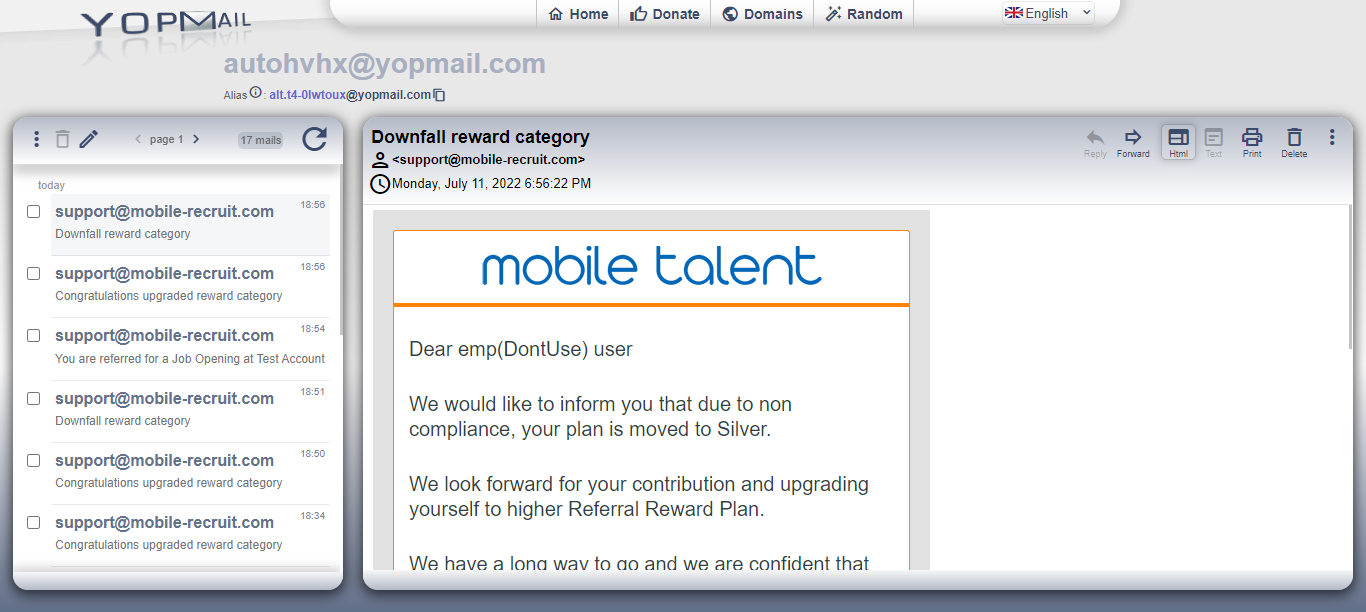 YOPMAIL
Home
Donate
Domains
Random
English
autohvhx@yopmail.com
Alias : alt.t4-0lwtoux@yopmail.com
page 1
17 mails
today
support@mobile-recruit.com 18:56
Downfall reward category
support@mobile-recruit.com 18:56
Congratulations upgraded reward category
support@mobile-recruit.com 18:54
You are referred for a Job Opening at Test Account
support@mobile-recruit.com 18:51
Downfall reward category
support@mobile-recruit.com 18:50
Congratulations upgraded reward category
support@mobile-recruit.com 18:34
Congratulations upgraded reward category
Downfall reward category
<support@mobile-recruit.com>
Monday, July 11, 2022 6:56:22 PM
Reply
Forward
Html
Text
Print
Delete
mobile talent
Dear emp(DontUse) user
We would like to inform you that due to non
compliance, your plan is moved to Silver.
We look forward for your contribution and upgrading
yourself to higher Referral Reward Plan.
We have a long way to go and we are confident that